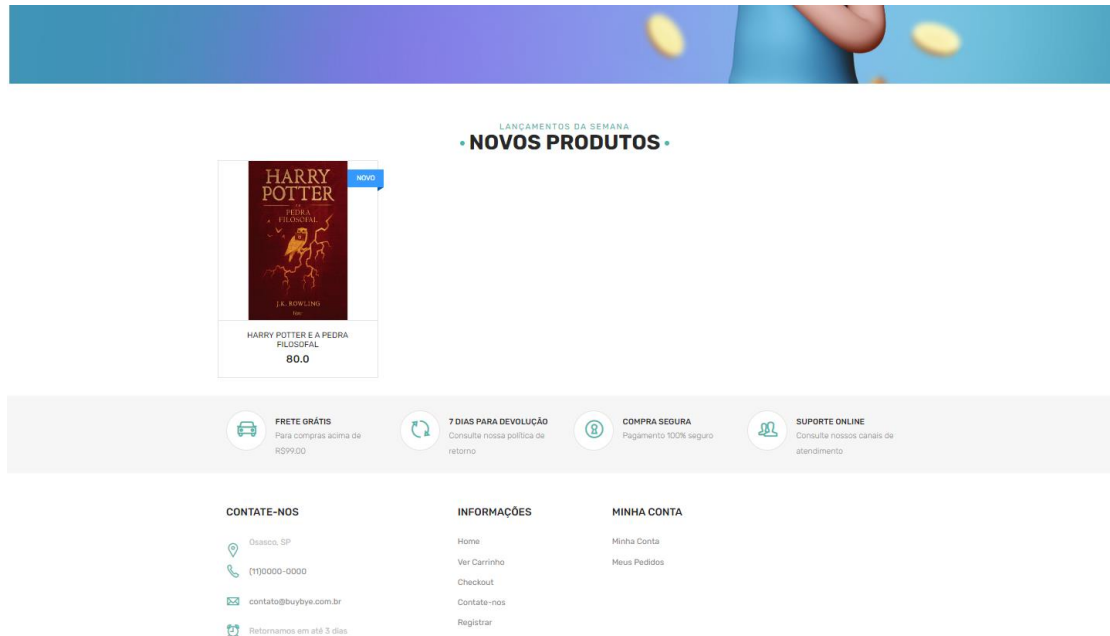 LANÇAMENTOS DA SEMANA
• NOVOS PRODUTOS •
HARRY
POTTER
NOVO
PEDRA
FILOSOFAL
J.K. ROWLING
HARRY POTTER E A PEDRA
FILOSOFAL
80.0
FRETE GRÁTIS
Para compras acima de
R$99,00
7 DIAS PARA DEVOLUÇÃO
Consulte nossa política de
retorno
COMPRA SEGURA
Pagamento 100% seguro
SUPORTE ONLINE
Consulte nossos canais de
atendimento
CONTATE-NOS
Osasco, SP
(11)0000-0000
contato@buybye.com.br
Retornamos em até 3 dias
INFORMAÇÕES
Home
Ver Carrinho
Checkout
Contate-nos
Registrar
MINHA CONTA
Minha Conta
Meus Pedidos